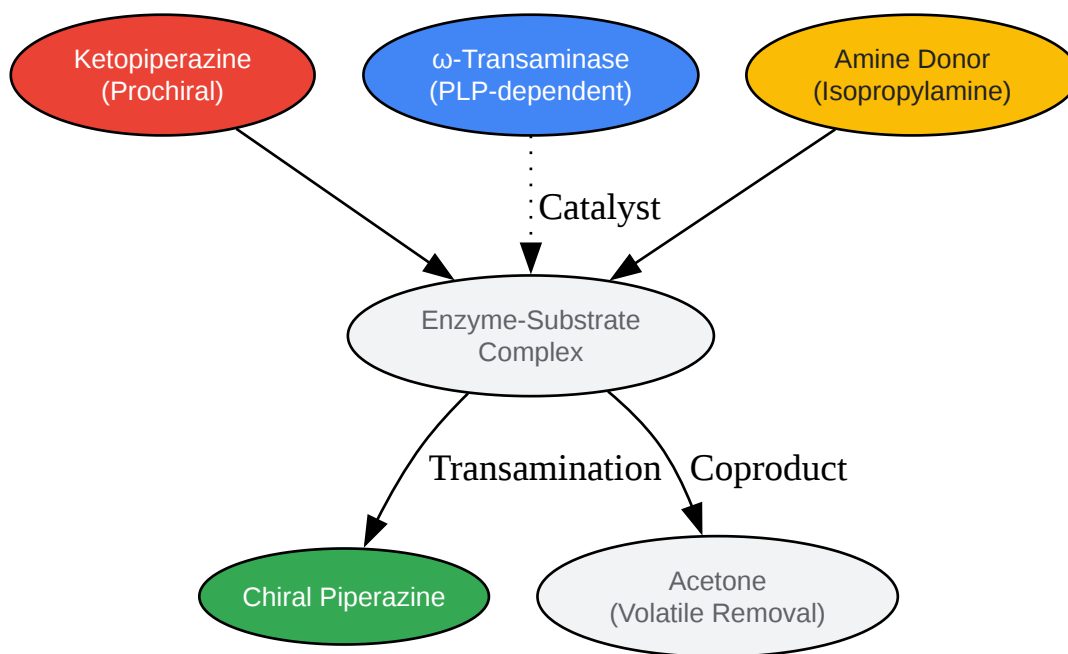 Ketopiperazine
(Prochiral)
ω-Transaminase
(PLP-dependent)
Amine Donor
(Isopropylamine)
Catalyst
Enzyme-Substrate
Complex
Transamination
Coproduct
Chiral Piperazine
Acetone
(Volatile Removal)